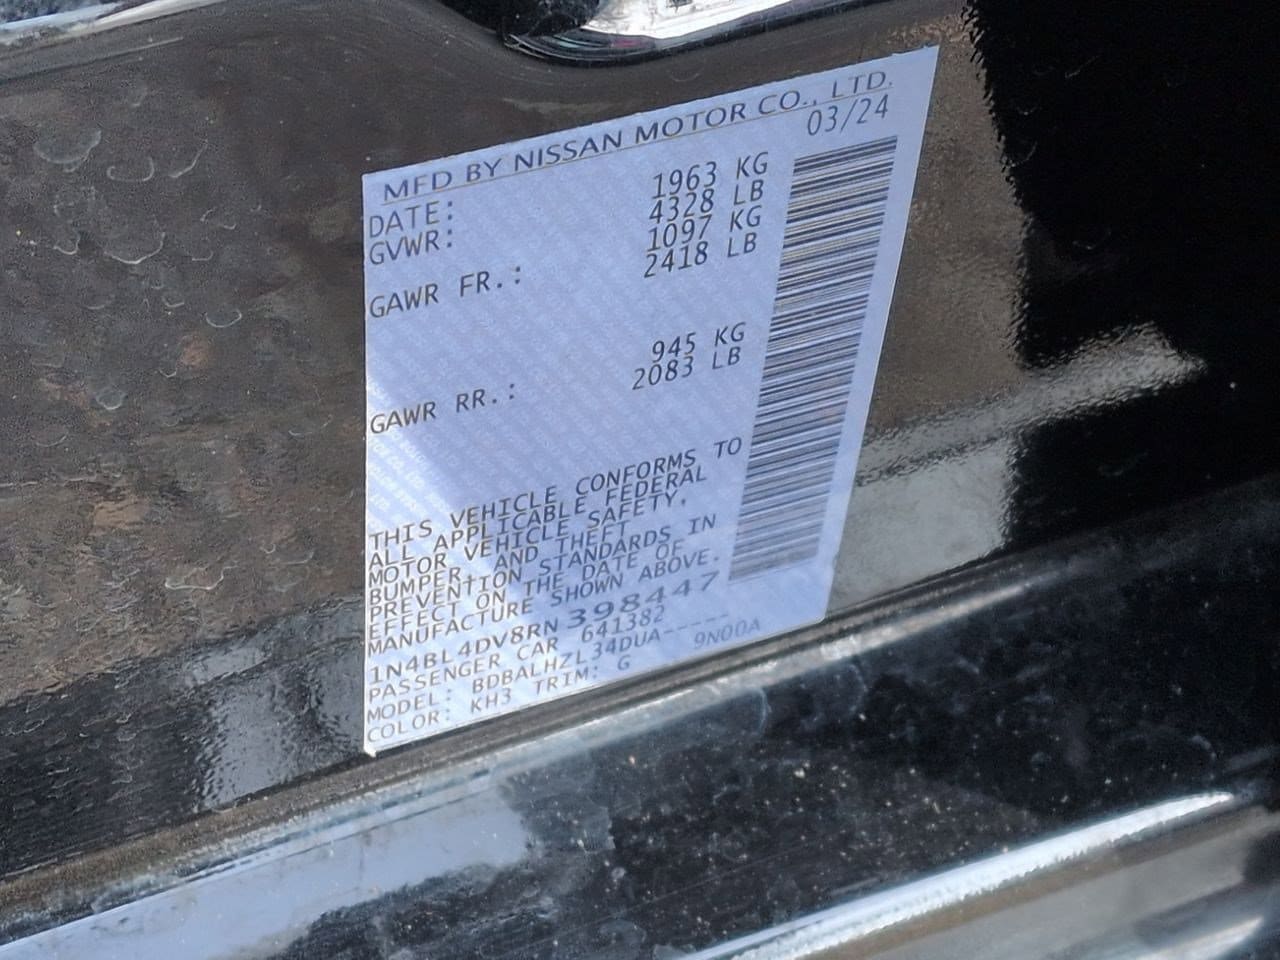 MFD BY NISSAN MOTOR CO., LTD.
DATE: 03/24
GVWR: 1963 KG
4328 LB
GAWR FR.: 1097 KG
2418 LB
GAWR RR.: 945 KG
2083 LB
THIS VEHICLE CONFORMS TO
ALL APPLICABLE FEDERAL
MOTOR VEHICLE SAFETY,
BUMPER, AND THEFT
PREVENTION STANDARDS IN
EFFECT ON THE DATE OF
MANUFACTURE SHOWN ABOVE.
1N4BL4DV8RN398447
PASSENGER CAR 641382
MODEL: BDBALHZL34DUA-----
COLOR: KH3 TRIM: G 9N00A